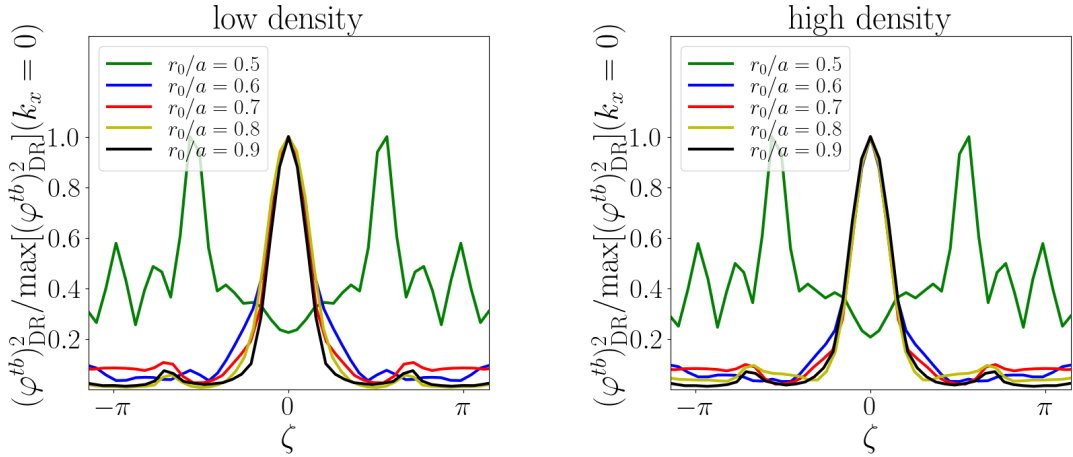 low density
(φ^{tb})^2_{DR}/max[(φ^{tb})^2_{DR}](k_x = 0)
1.0
0.8
0.6
0.4
0.2
r_0/a = 0.5
r_0/a = 0.6
r_0/a = 0.7
r_0/a = 0.8
r_0/a = 0.9
−π
0
π
ζ
high density
(φ^{tb})^2_{DR}/max[(φ^{tb})^2_{DR}](k_x = 0)
1.0
0.8
0.6
0.4
0.2
r_0/a = 0.5
r_0/a = 0.6
r_0/a = 0.7
r_0/a = 0.8
r_0/a = 0.9
−π
0
π
ζ